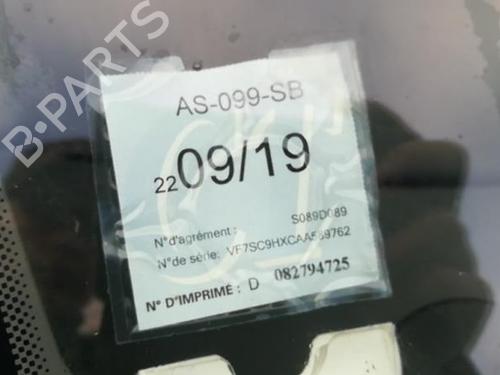 B-PARTS
AS-099-SB
22 09/19
N°d'agrément : S089D089
N°de série: VF7SC9HXCAA559762
N° D'IMPRIMÉ : D 082794725